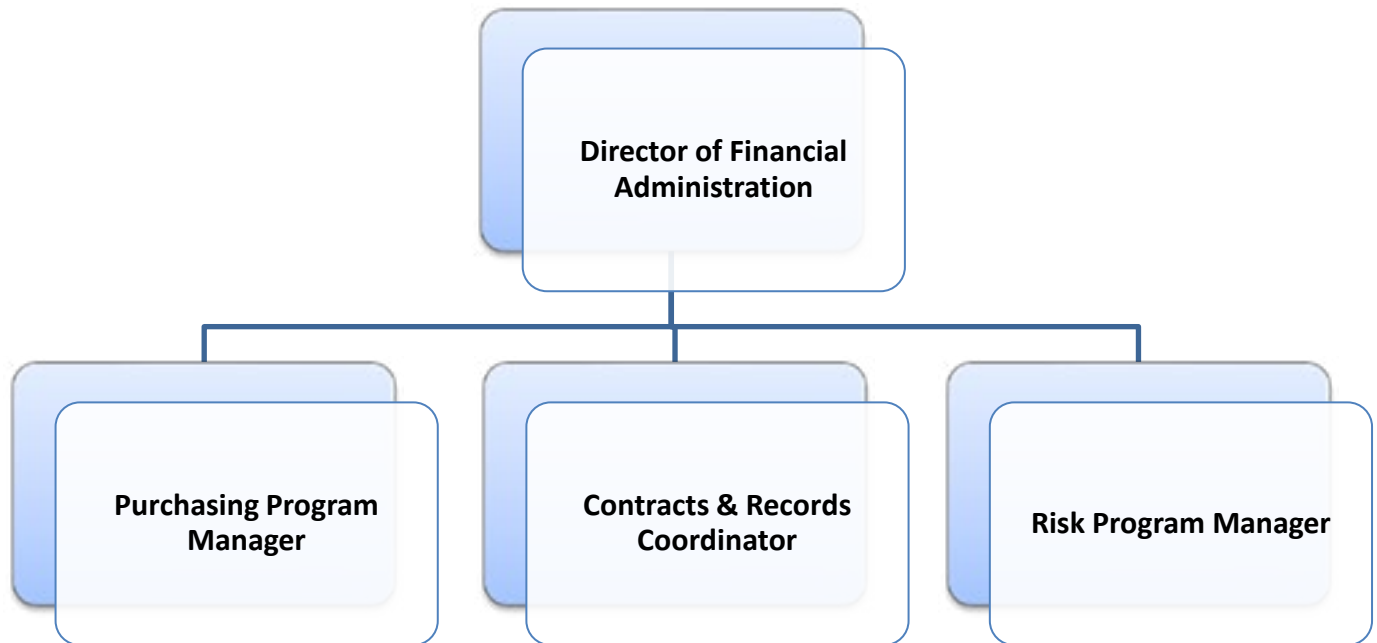 Director of Financial
Administration
Purchasing Program
Manager
Contracts & Records
Coordinator
Risk Program Manager